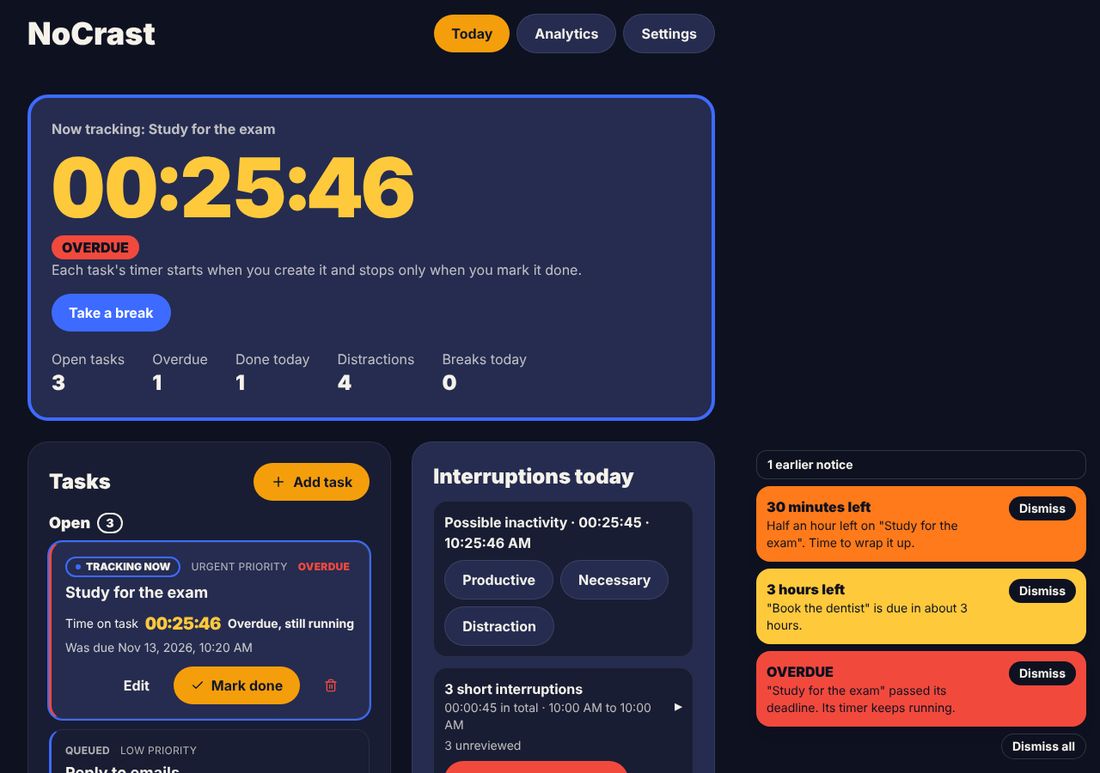 NoCrast
Today
Analytics
Settings
Now tracking: Study for the exam
00:25:46
OVERDUE
Each task's timer starts when you create it and stops only when you mark it done.
Take a break
Open tasks
3
Overdue
1
Done today
1
Distractions
4
Breaks today
0
Tasks
+ Add task
Open 3
TRACKING NOW
URGENT PRIORITY
OVERDUE
Study for the exam
Time on task 00:25:46 Overdue, still running
Was due Nov 13, 2026, 10:20 AM
Edit
Mark done
QUEUED
LOW PRIORITY
Reply to emails
Interruptions today
Possible inactivity · 00:25:45 ·
10:25:46 AM
Productive
Necessary
Distraction
3 short interruptions
00:00:45 in total · 10:00 AM to 10:00
AM
3 unreviewed
1 earlier notice
30 minutes left
Dismiss
Half an hour left on "Study for the
exam". Time to wrap it up.
3 hours left
Dismiss
"Book the dentist" is due in about 3
hours.
OVERDUE
Dismiss
"Study for the exam" passed its
deadline. Its timer keeps running.
Dismiss all